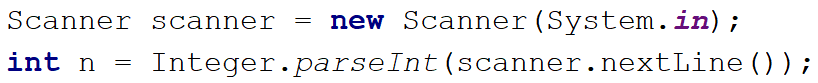 Scanner scanner = new Scanner(System.in);
int n = Integer.parseInt(scanner.nextLine());